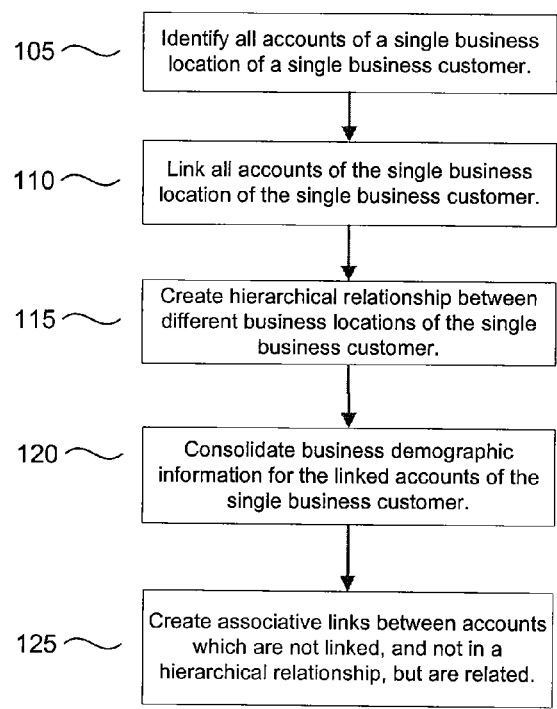 105
Identify all accounts of a single business
location of a single business customer.
110
Link all accounts of the single business
location of the single business customer.
115
Create hierarchical relationship between
different business locations of the single
business customer.
120
Consolidate business demographic
information for the linked accounts of the
single business customer.
125
Create associative links between accounts
which are not linked, and not in a
hierarchical relationship, but are related.